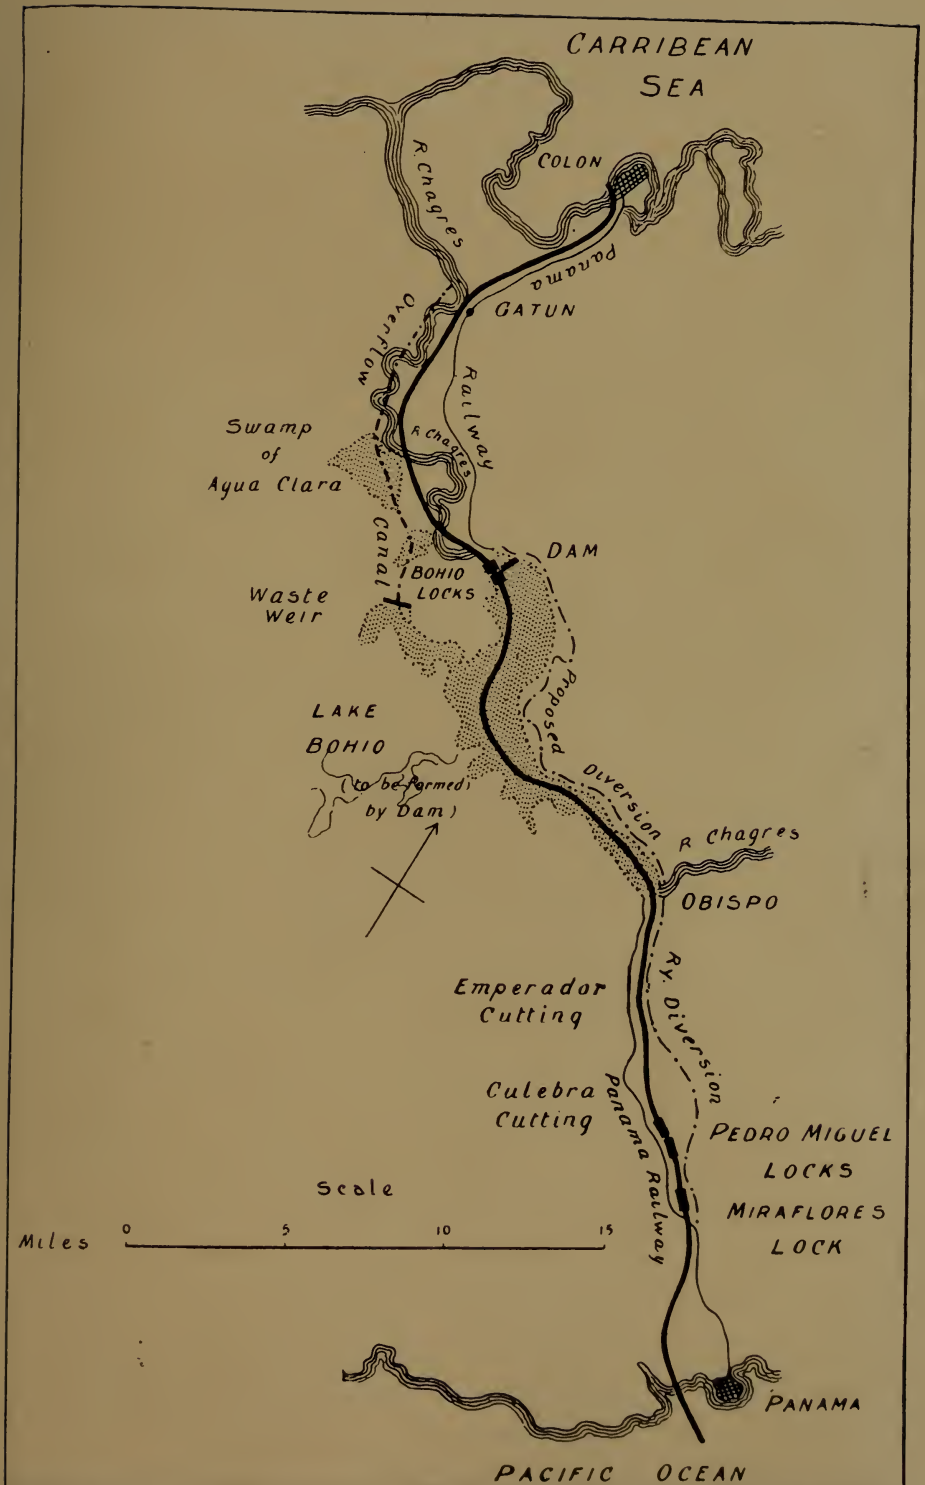 CARRIBEAN
SEA
R. Chagres
COLON
Panama
GATUN
Overflow
Railway
Swamp
of
Agua Clara
R Chagres
Canal
DAM
BOHIO
LOCKS
Waste
Weir
Proposed
LAKE
BOHIO
(to be formed
by Dam)
Diversion
R Chagres
OBISPO
Emperador
Cutting
Ry. Diversion
Culebra
Cutting
Panama Railway
PEDRO MIGUEL
LOCKS
Scale
MIRAFLORES
LOCK
Miles 0 5 10 15
PANAMA
PACIFIC OCEAN